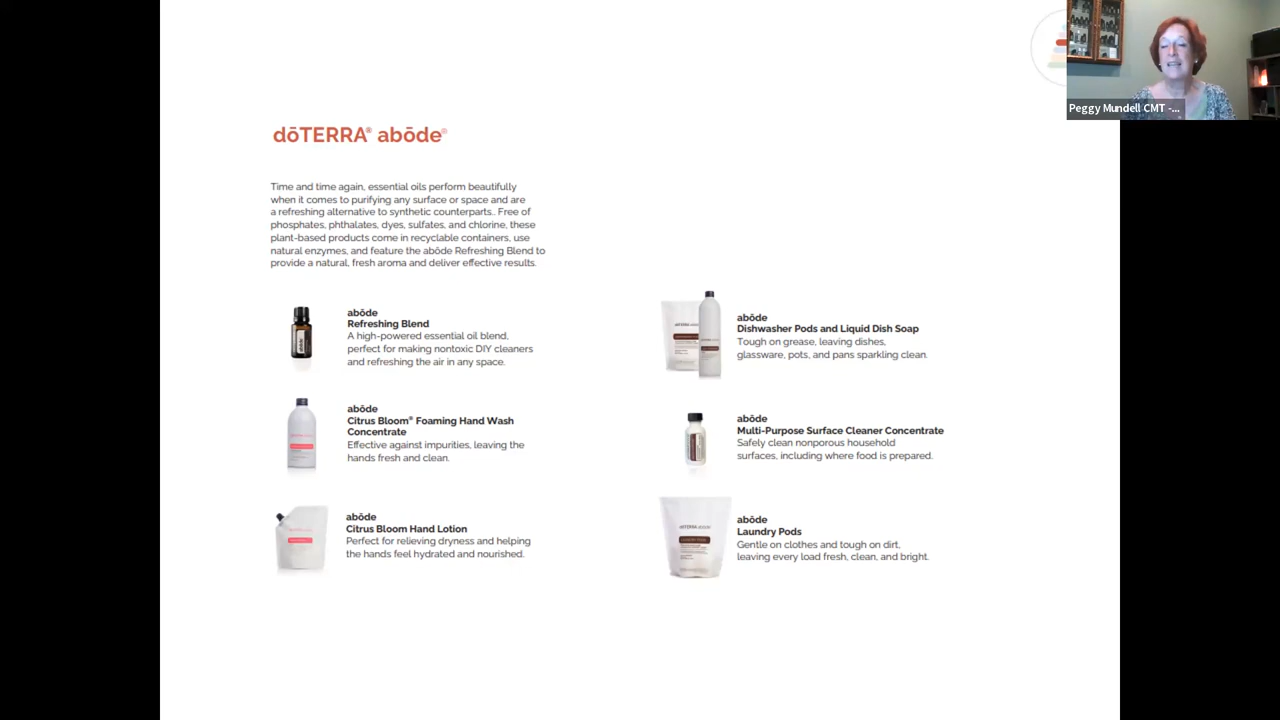 dōTERRA® abōde®
Time and time again, essential oils perform beautifully
when it comes to purifying any surface or space and are
a refreshing alternative to synthetic counterparts.. Free of
phosphates, phthalates, dyes, sulfates, and chlorine, these
plant-based products come in recyclable containers, use
natural enzymes, and feature the abōde Refreshing Blend to
provide a natural, fresh aroma and deliver effective results.
abōde
Refreshing Blend
A high-powered essential oil blend,
perfect for making nontoxic DIY cleaners
and refreshing the air in any space.
abōde
Citrus Bloom® Foaming Hand Wash
Concentrate
Effective against impurities, leaving the
hands fresh and clean.
abōde
Citrus Bloom Hand Lotion
Perfect for relieving dryness and helping
the hands feel hydrated and nourished.
abōde
Dishwasher Pods and Liquid Dish Soap
Tough on grease, leaving dishes,
glassware, pots, and pans sparkling clean.
abōde
Multi-Purpose Surface Cleaner Concentrate
Safely clean nonporous household
surfaces, including where food is prepared.
abōde
Laundry Pods
Gentle on clothes and tough on dirt,
leaving every load fresh, clean, and bright.
Peggy Mundell CMT -...